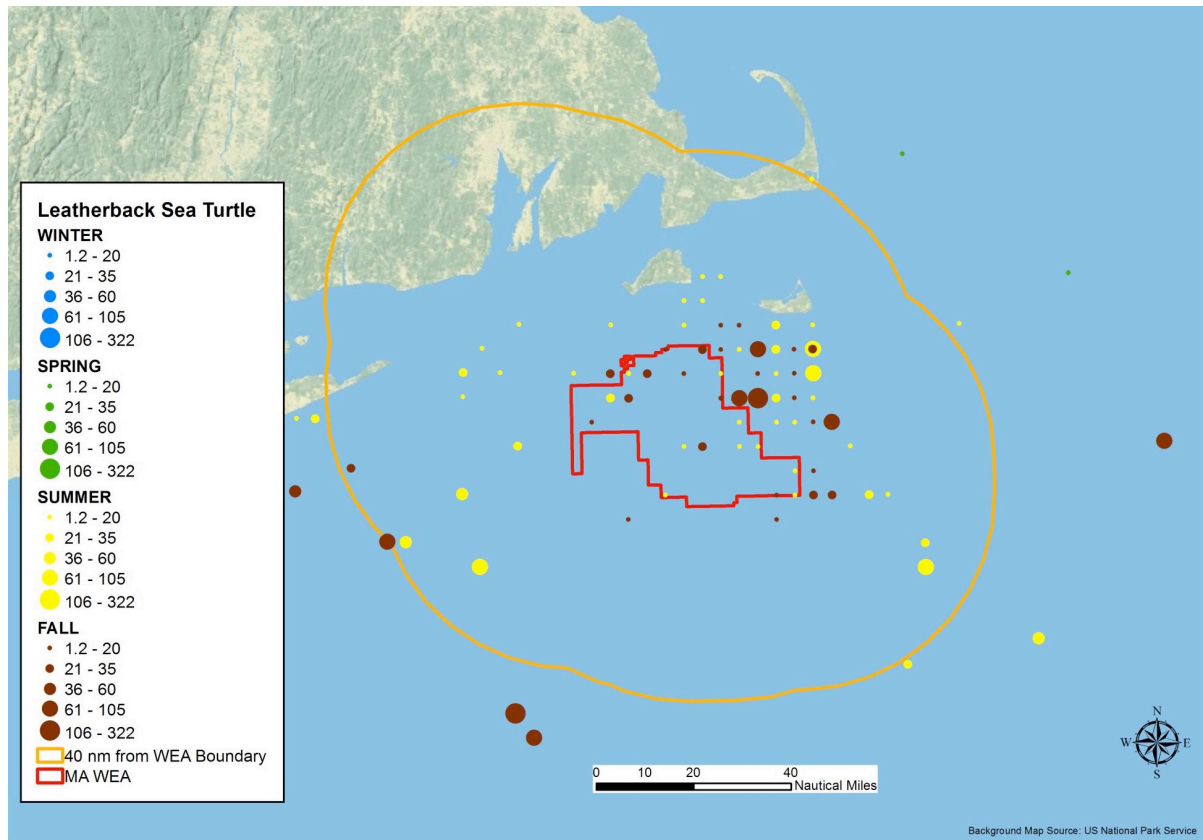 Leatherback Sea Turtle
WINTER
1.2 - 20
21 - 35
36 - 60
61 - 105
106 - 322
SPRING
1.2 - 20
21 - 35
36 - 60
61 - 105
106 - 322
SUMMER
1.2 - 20
21 - 35
36 - 60
61 - 105
106 - 322
FALL
1.2 - 20
21 - 35
36 - 60
61 - 105
106 - 322
40 nm from WEA Boundary
MA WEA
0 10 20 40
Nautical Miles
N
W E
S
Background Map Source: US National Park Service